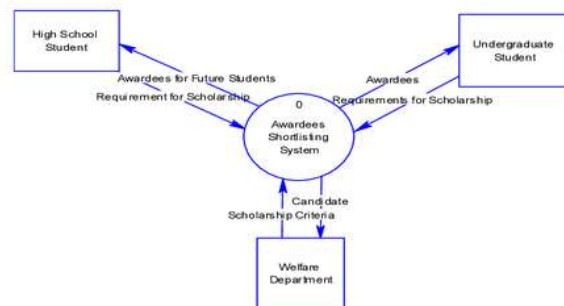 High School
Student
Undergraduate
Student
Awardees for Future Students
Awardees
Requirement for Scholarship
Requirements for Scholarship
0
Awardees
Shortlisting
System
Candidate
Scholarship Criteria
Welfare
Department